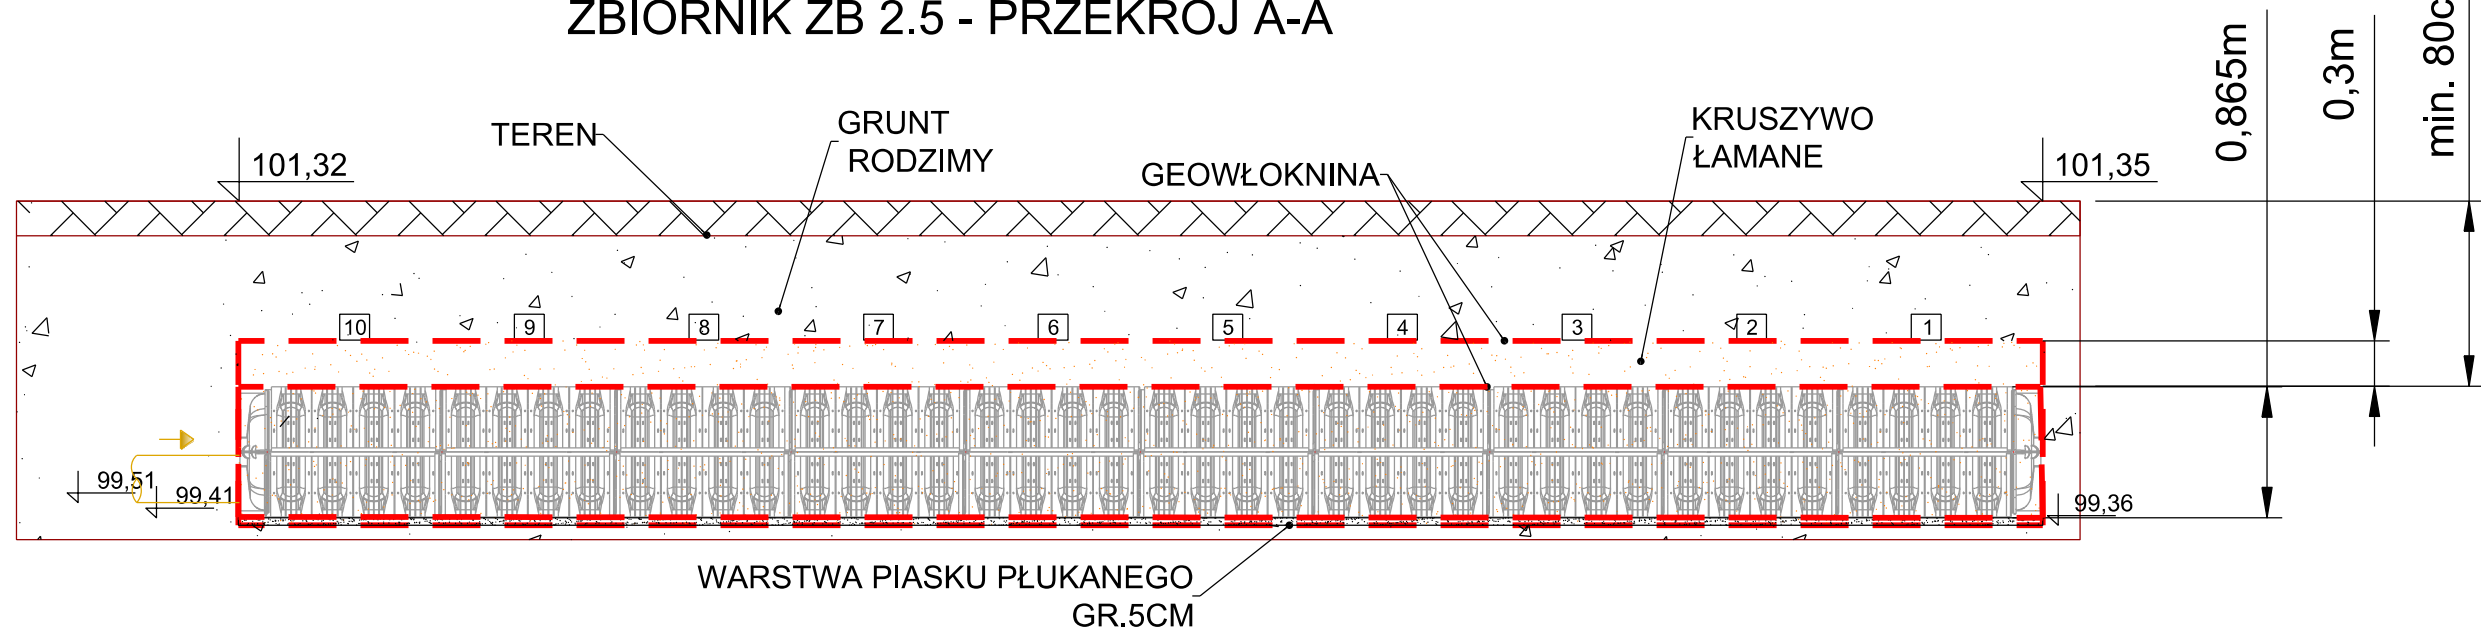 ZBIORNIK ZB 2.5 - PRZEKRÓJ A-A
0,865m
0,3m
min. 80c
TEREN
GRUNT
RODZIMY
GEOWŁOKNINA
KRUSZYWO
ŁAMANE
101,32
101,35
10
9
8
7
6
5
4
3
2
1
99,51
99,41
99,36
WARSTWA PIASKU PŁUKANEGO
GR.5CM